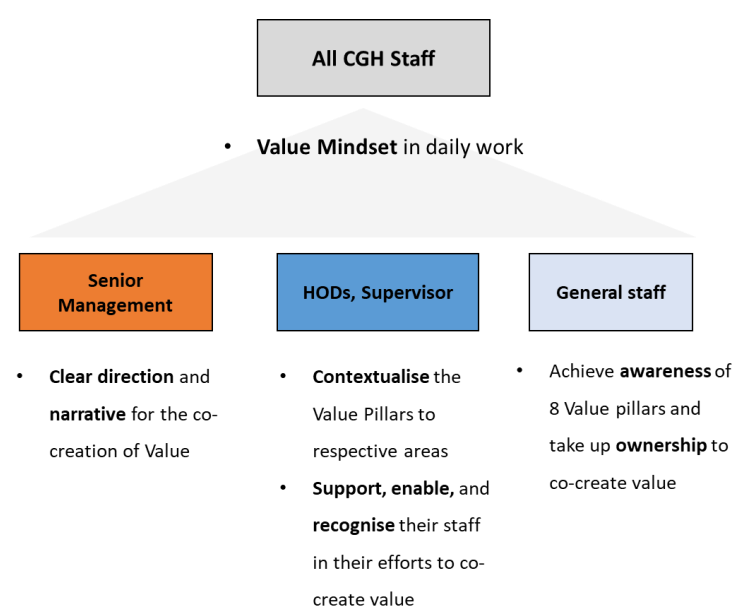 All CGH Staff
• Value Mindset in daily work
Senior
Management
HODs, Supervisor
General staff
• Clear direction and
narrative for the co-
creation of Value
• Contextualise the
Value Pillars to
respective areas
• Support, enable, and
recognise their staff
in their efforts to co-
create value
• Achieve awareness of
8 Value pillars and
take up ownership to
co-create value